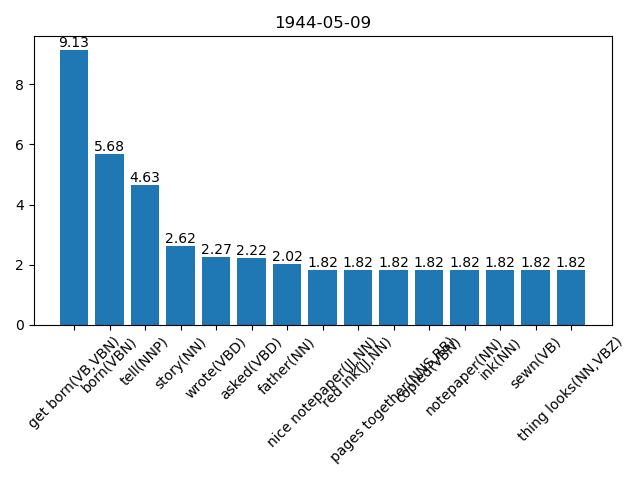 1944-05-09
9.13
5.68
4.63
2.62
2.27
2.22
2.02
1.82
1.82
1.82
1.82
1.82
1.82
1.82
1.82
8
6
4
2
0
get born(VB,VBN)
born(VBN)
tell(NNP)
story(NN)
wrote(VBD)
asked(VBD)
father(NN)
nice notepaper(JJ,NN)
red ink(JJ,NN)
pages together(NNS,RB)
copied(VBN)
notepaper(NN)
ink(NN)
sewn(VB)
thing looks(NN,VBZ)